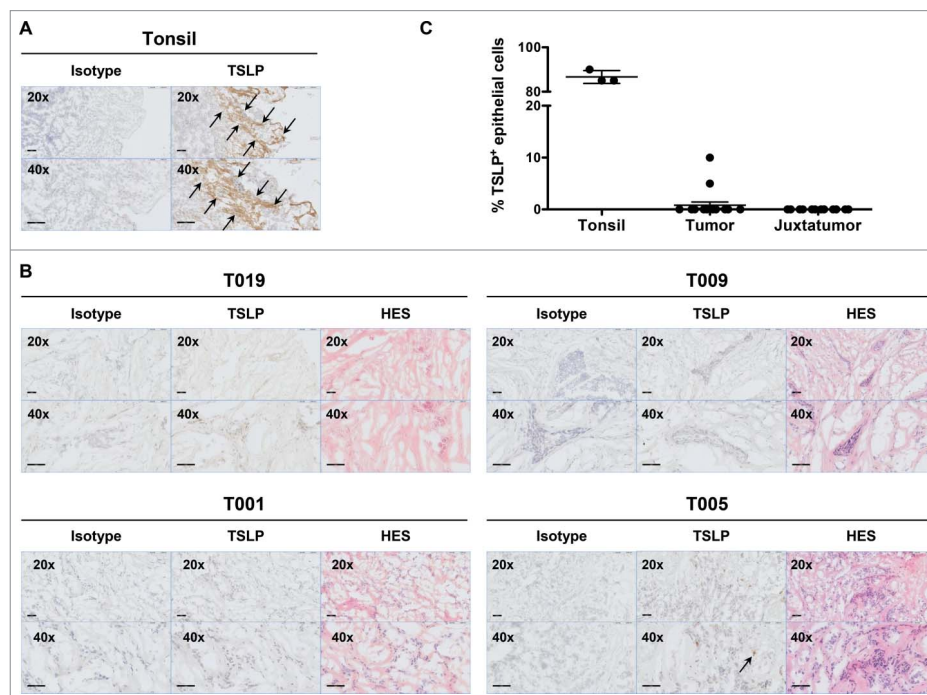 A
Tonsil
Isotype
TSLP
20x
20x
40x
40x
C
% TSLP+ epithelial cells
100
80
20
10
0
Tonsil
Tumor
Juxtatumor
B
T019
Isotype
TSLP
HES
20x
20x
20x
40x
40x
40x
T009
Isotype
TSLP
HES
20x
20x
20x
40x
40x
40x
T001
Isotype
TSLP
HES
20x
20x
20x
40x
40x
40x
T005
Isotype
TSLP
HES
20x
20x
20x
40x
40x
40x